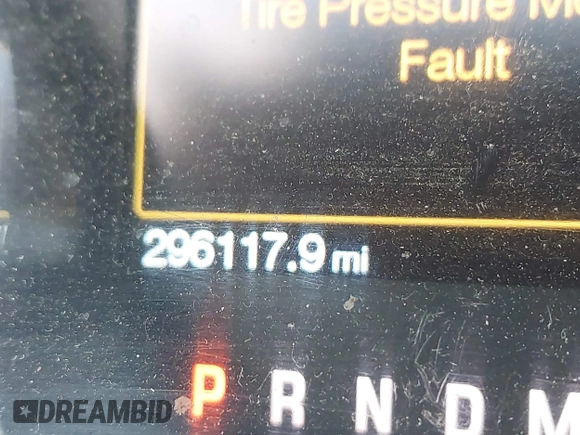 Tire Pressure
Fault
296117.9 mi
P R N D M
DREAMBID